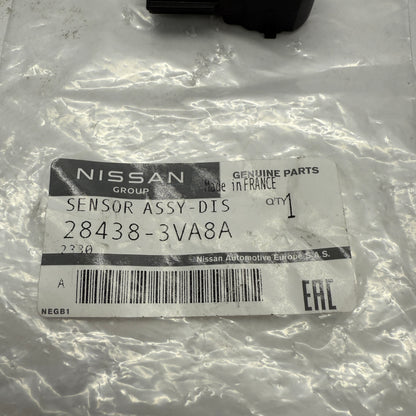 NISSAN
GROUP
GENUINE PARTS
Made in FRANCE
SENSOR ASSY-DIS
QTY 1
28438-3VA8A
2330
Nissan Automotive Europe S.A.S.
A
EAC
NEGB1